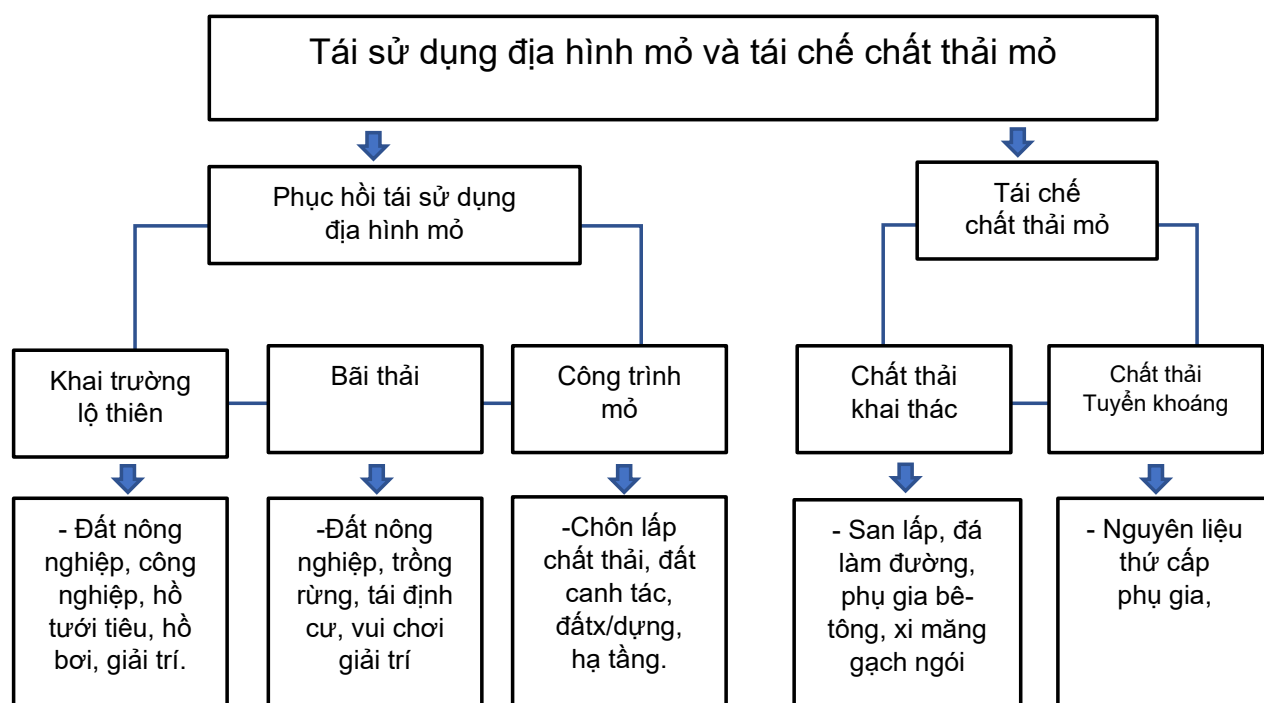 Tái sử dụng địa hình mỏ và tái chế chất thải mỏ
Phục hồi tái sử dụng
địa hình mỏ
Tái chế
chất thải mỏ
Khai trường
lộ thiên
Bãi thải
Công trình
mỏ
Chất thải
khai thác
Chất thải
Tuyển khoáng
- Đất nông
nghiệp, công
nghiệp, hồ
tưới tiêu, hồ
bơi, giải trí.
-Đất nông
nghiệp, trồng
rừng, tái định
cư, vui chơi
giải trí
-Chôn lấp
chất thải, đất
canh tác,
đấtx/dựng,
hạ tầng.
- San lấp, đá
làm đường,
phụ gia bê-
tông, xi măng
gạch ngói
- Nguyên liệu
thứ cấp
phụ gia,